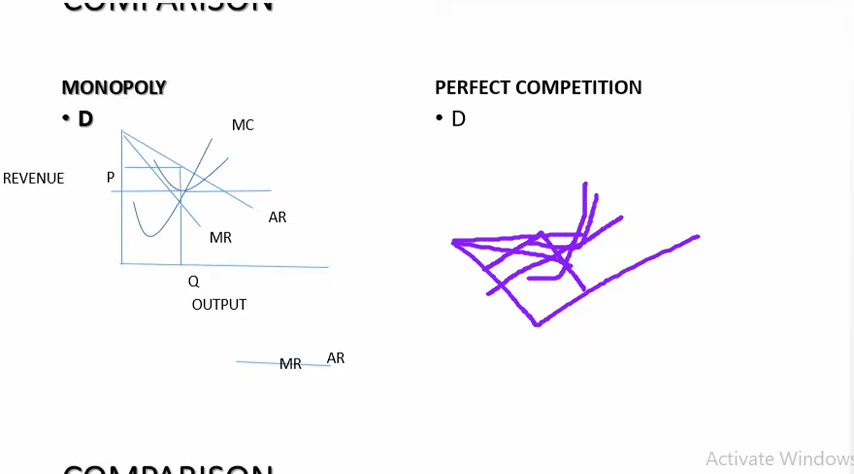 COMPARISON
MONOPOLY
• D
MC
REVENUE
P
AR
MR
Q
OUTPUT
MR AR
PERFECT COMPETITION
• D
COMPARISON
Activate Windows